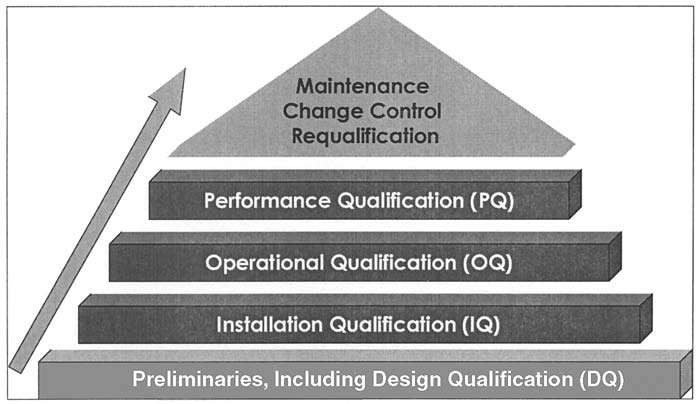 Maintenance
Change Control
Requalification
Performance Qualification (PQ)
Operational Qualification (OQ)
Installation Qualification (IQ)
Preliminaries, Including Design Qualification (DQ)